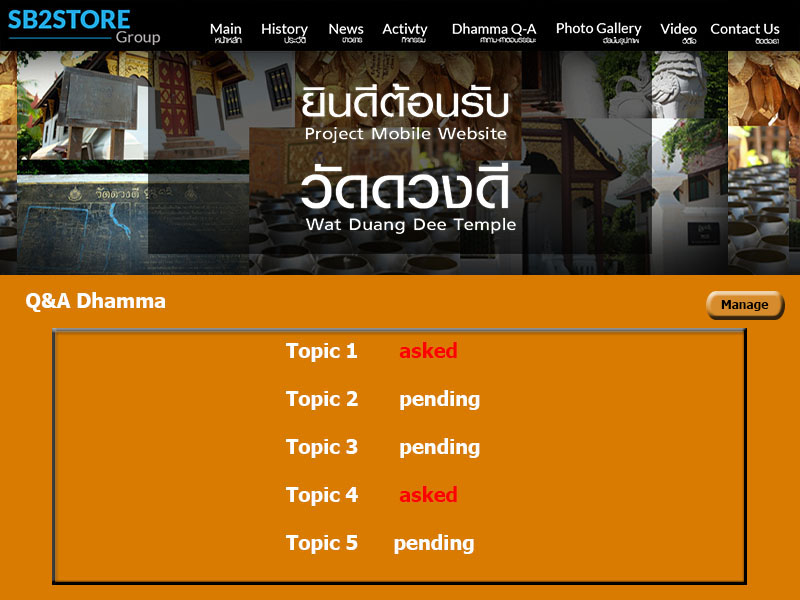 SB2STORE
Group
Main History News Activty Dhamma Q-A Photo Gallery Video Contact Us
หน้าหลัก ประวัติ ข่าวสาร กิจกรรม ถาม-ตอบธรรมะ อัลบั้มรูปภาพ วิดีโอ ติดต่อเรา
ยินดีต้อนรับ
Project Mobile Website
วัดดวงดี
Wat Duang Dee Temple
วัดดวงดี
Q&A Dhamma
Manage
Topic 1 asked
Topic 2 pending
Topic 3 pending
Topic 4 asked
Topic 5 pending